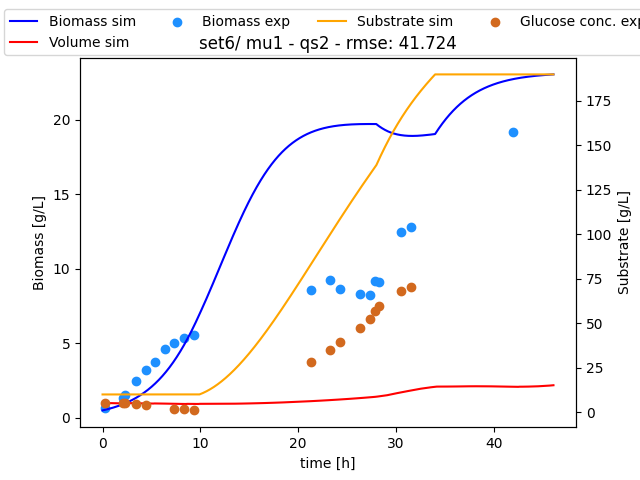 Biomass sim Biomass exp Substrate sim Glucose conc. exp
Volume sim
set6/ mu1 - qs2 - rmse: 41.724
Biomass [g/L]
20
15
10
5
0
0 10 20 30 40
time [h]
175
150
125
100
75
50
25
0
Substrate [g/L]